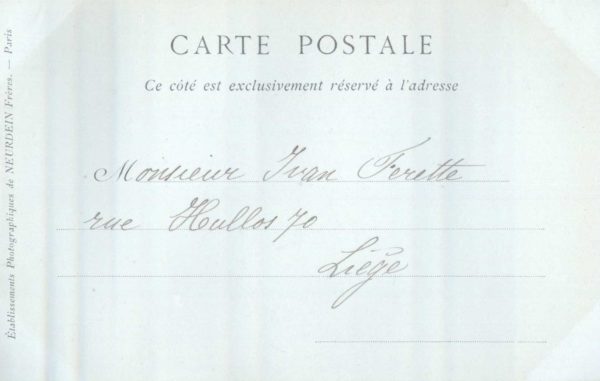 CARTE POSTALE
Ce côté est exclusivement réservé à l'adresse
Monsieur Ivan Ferette
rue Hullos 70
Liége
Établissements Photographiques de NEURDEIN Frères. — Paris